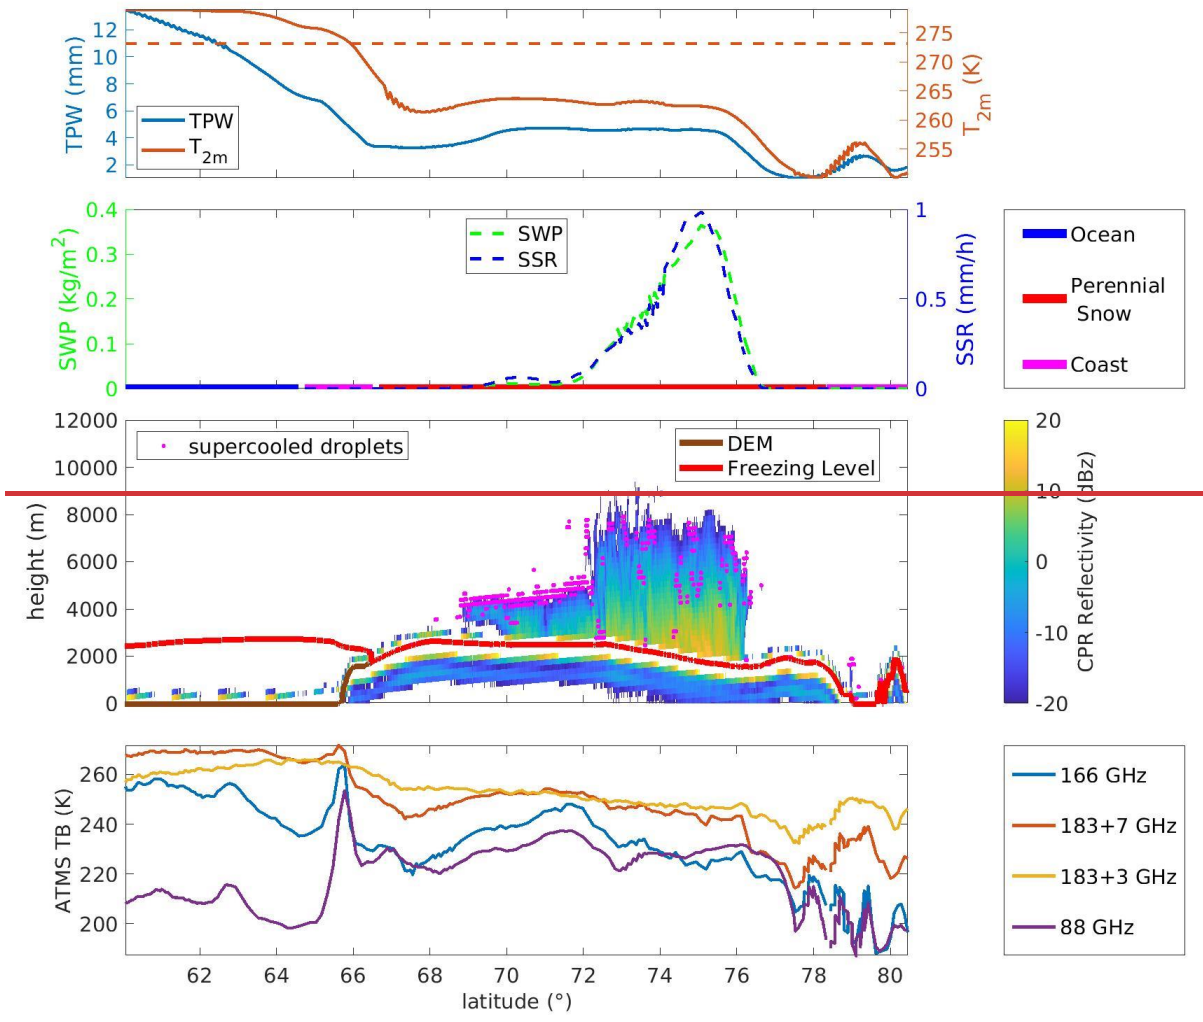 12
10
8
6
4
2
TPW (mm)
TPW
T2m
275
270
265
260
255
T2m (K)
0.4
0.3
0.2
0.1
0
SWP (kg/m2)
SWP
SSR
1
0.5
0
SSR (mm/h)
Ocean
Perennial
Snow
Coast
12000
10000
8000
6000
4000
2000
0
height (m)
supercooled droplets
DEM
Freezing Level
20
10
0
-10
-20
CPR Reflectivity (dBz)
260
240
220
200
ATMS TB (K)
62 64 66 68 70 72 74 76 78 80
latitude (°)
166 GHz
183+7 GHz
183+3 GHz
88 GHz